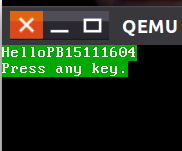 QEMU
HelloPB15111604
Press any key.